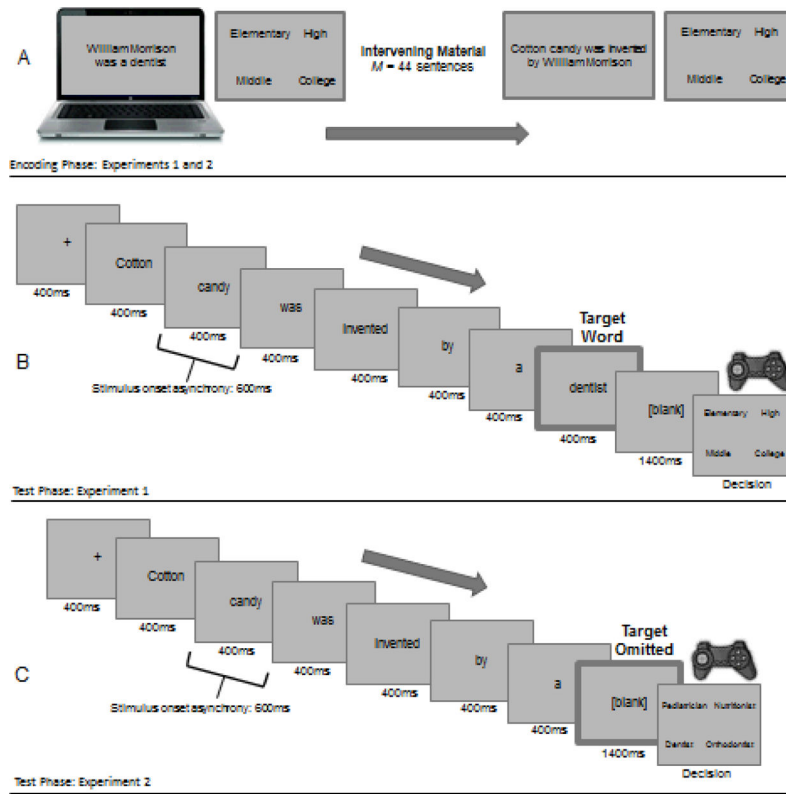 A
William Morrison
was a dentist
Elementary High
Middle College
Intervening Material
M = 44 sentences
Cotton candy was invented
by William Morrison
Elementary High
Middle College
Encoding Phase: Experiments 1 and 2
B
+
400ms
Cotton
400ms
candy
400ms
Stimulus onset asynchrony: 600ms
was
400ms
invented
400ms
by
400ms
a
400ms
Target
Word
dentist
400ms
[blank]
1400ms
Elementary High
Middle College
Decision
Test Phase: Experiment 1
C
+
400ms
Cotton
400ms
candy
400ms
Stimulus onset asynchrony: 600ms
was
400ms
invented
400ms
by
400ms
a
400ms
Target
Omitted
[blank]
1400ms
Pediatrician Nutritionist
Dentist Orthodontist
Decision
Test Phase: Experiment 2